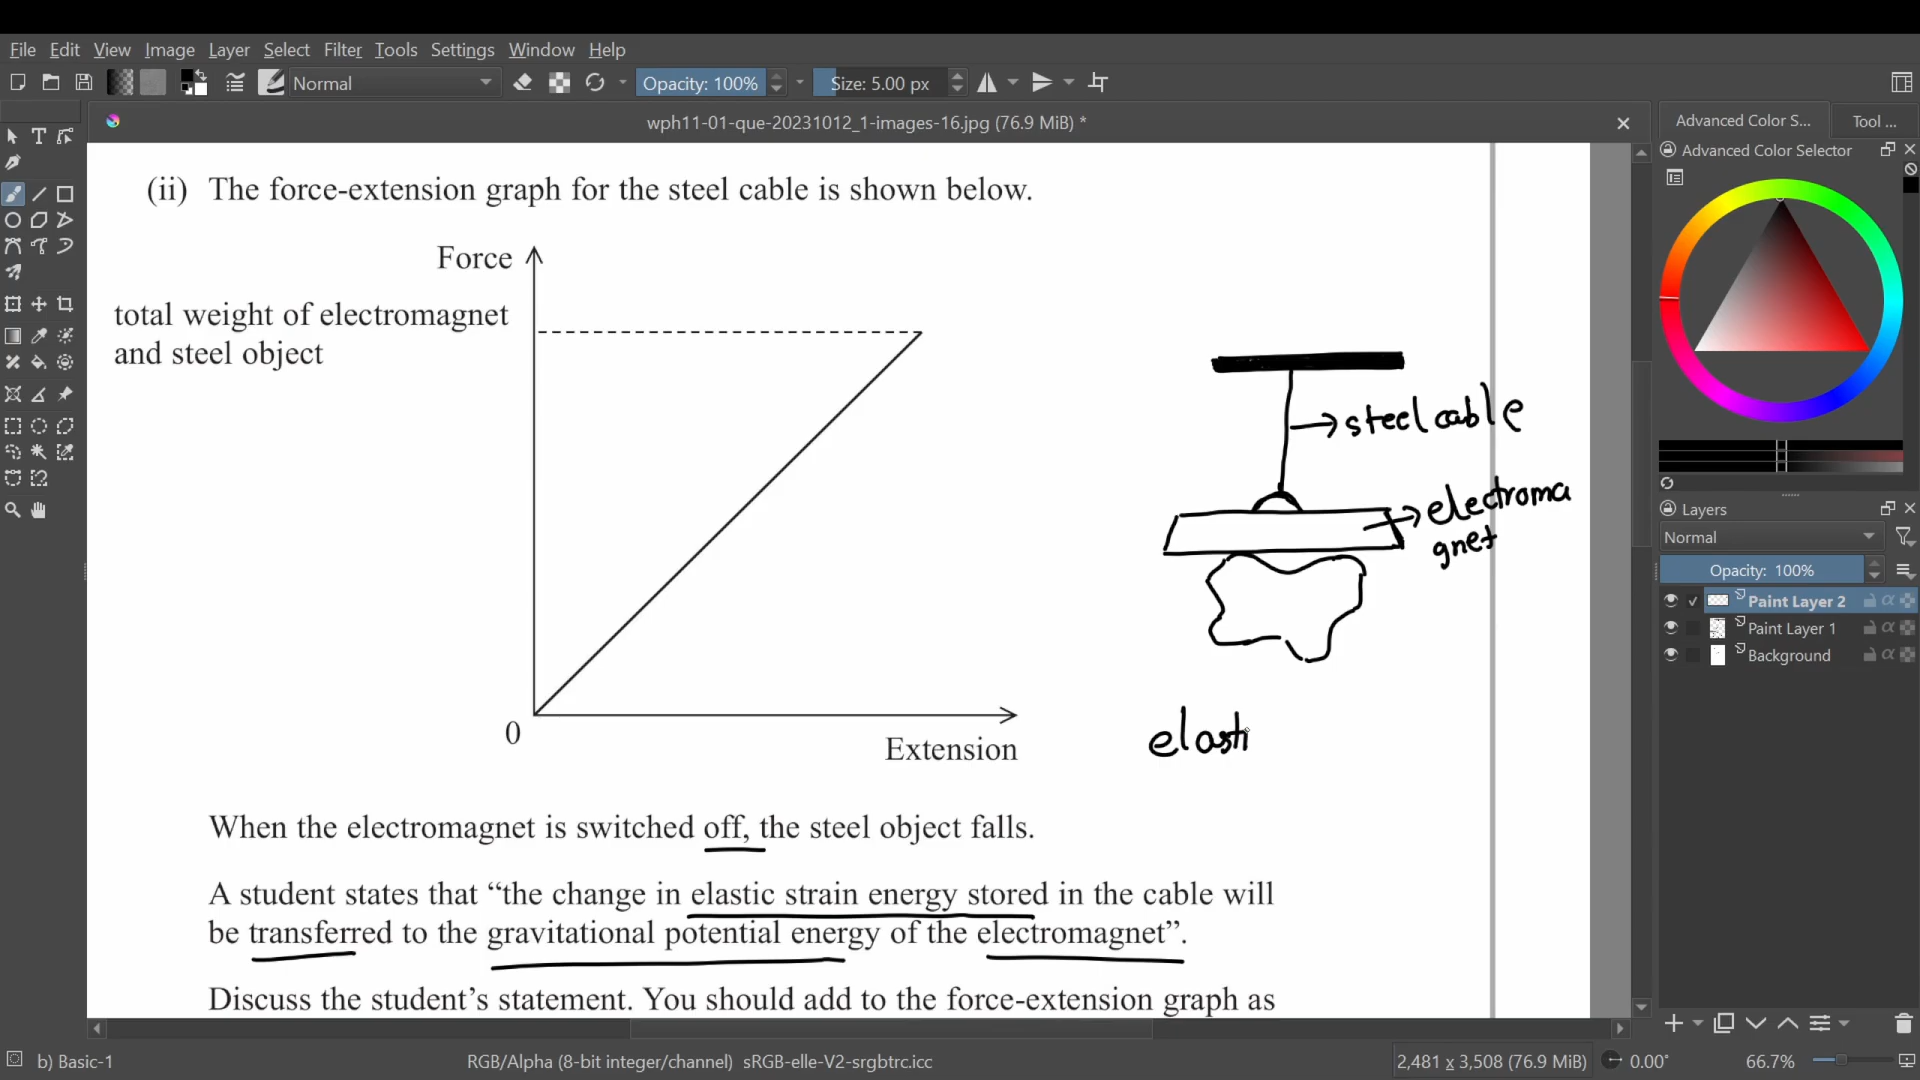 File Edit View Image Layer Select Filter Tools Settings Window Help
Normal Opacity: 100% Size: 5.00 px
wph11-01-que-20231012_1-images-16.jpg (76.9 MiB) *
Advanced Color S... Tool ...
Advanced Color Selector
(ii) The force-extension graph for the steel cable is shown below.
Force
total weight of electromagnet
and steel object
steel cable
electroma
gnet
0
Extension
elasti
When the electromagnet is switched off, the steel object falls.
A student states that “the change in elastic strain energy stored in the cable will
be transferred to the gravitational potential energy of the electromagnet”.
Discuss the student’s statement. You should add to the force-extension graph as
Layers
Normal
Opacity: 100%
Paint Layer 2
Paint Layer 1
Background
b) Basic-1 RGB/Alpha (8-bit integer/channel) sRGB-elle-V2-srgbtrc.icc 2,481 x 3,508 (76.9 MiB) 0.00° 66.7%